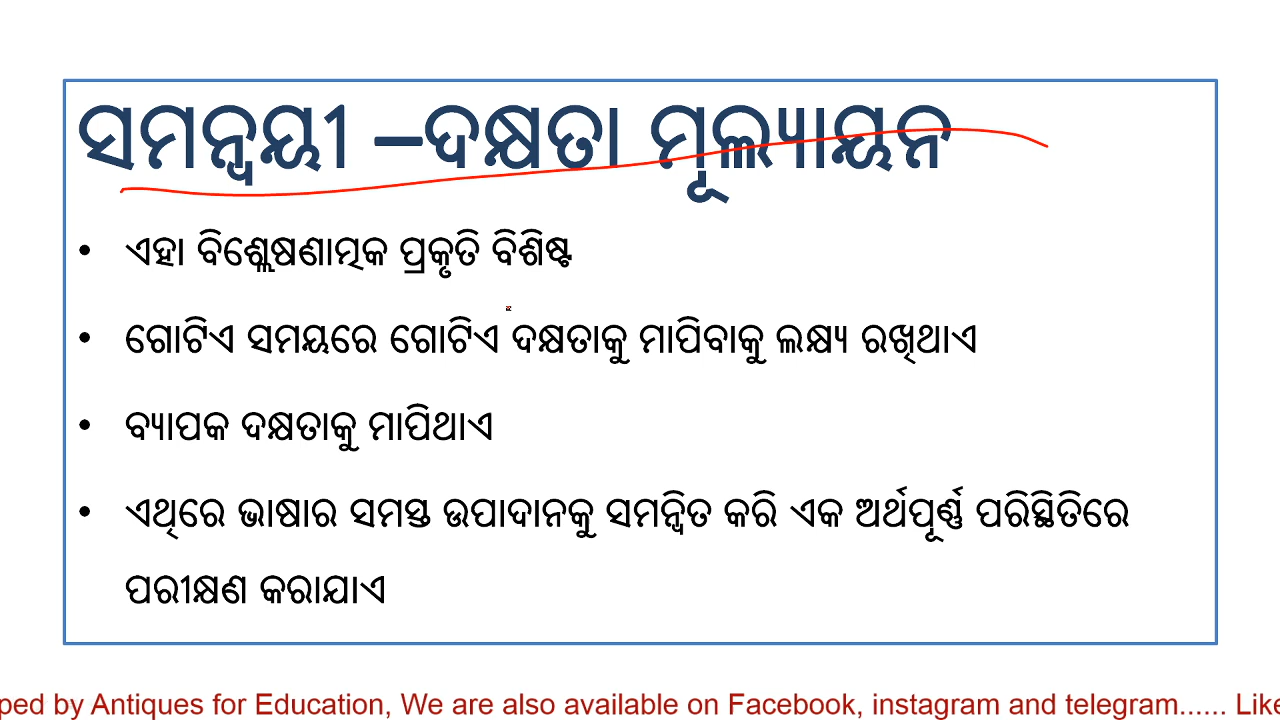 ସମନ୍ୱୟୀ –ଦକ୍ଷତା ମୂଲ୍ୟାୟନ
• ଏହା ବିଶ୍ଳେଷଣାତ୍ମକ ପ୍ରକୃତି ବିଶିଷ୍ଟ
• ଗୋଟିଏ ସମୟରେ ଗୋଟିଏ ଦକ୍ଷତାକୁ ମାପିବାକୁ ଲକ୍ଷ୍ୟ ରଖିଥାଏ
• ବ୍ୟାପକ ଦକ୍ଷତାକୁ ମାପିଥାଏ
• ଏଥିରେ ଭାଷାର ସମସ୍ତ ଉପାଦାନକୁ ସମନ୍ୱିତ କରି ଏକ ଅର୍ଥପୂର୍ଣ୍ଣ ପରିସ୍ଥିତିରେ
ପରୀକ୍ଷଣ କରାଯାଏ
ped by Antiques for Education, We are also available on Facebook, instagram and telegram...... Like